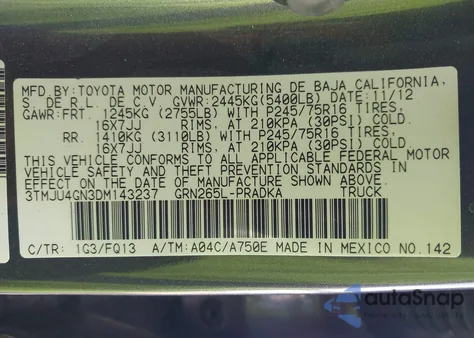 MFD.BY:TOYOTA MOTOR MANUFACTURING DE BAJA CALIFORNIA,
S. DE R.L. DE C.V. GVWR:2445KG(5400LB) DATE:11/12
GAWR:FRT. 1245KG (2755LB) WITH P245/75R16 TIRES,
16X7JJ RIMS, AT 210KPA (30PSI) COLD.
RR. 1410KG (3110LB) WITH P245/75R16 TIRES,
16X7JJ RIMS, AT 210KPA (30PSI) COLD.
THIS VEHICLE CONFORMS TO ALL APPLICABLE FEDERAL MOTOR
VEHICLE SAFETY AND THEFT PREVENTION STANDARDS IN
EFFECT ON THE DATE OF MANUFACTURE SHOWN ABOVE.
3TMJU4GN3DM143237 GRN265L-PRADKA TRUCK
C/TR: 1G3/FQ13 A/TM:A04C/A750E MADE IN MEXICO NO.142
autoSnap